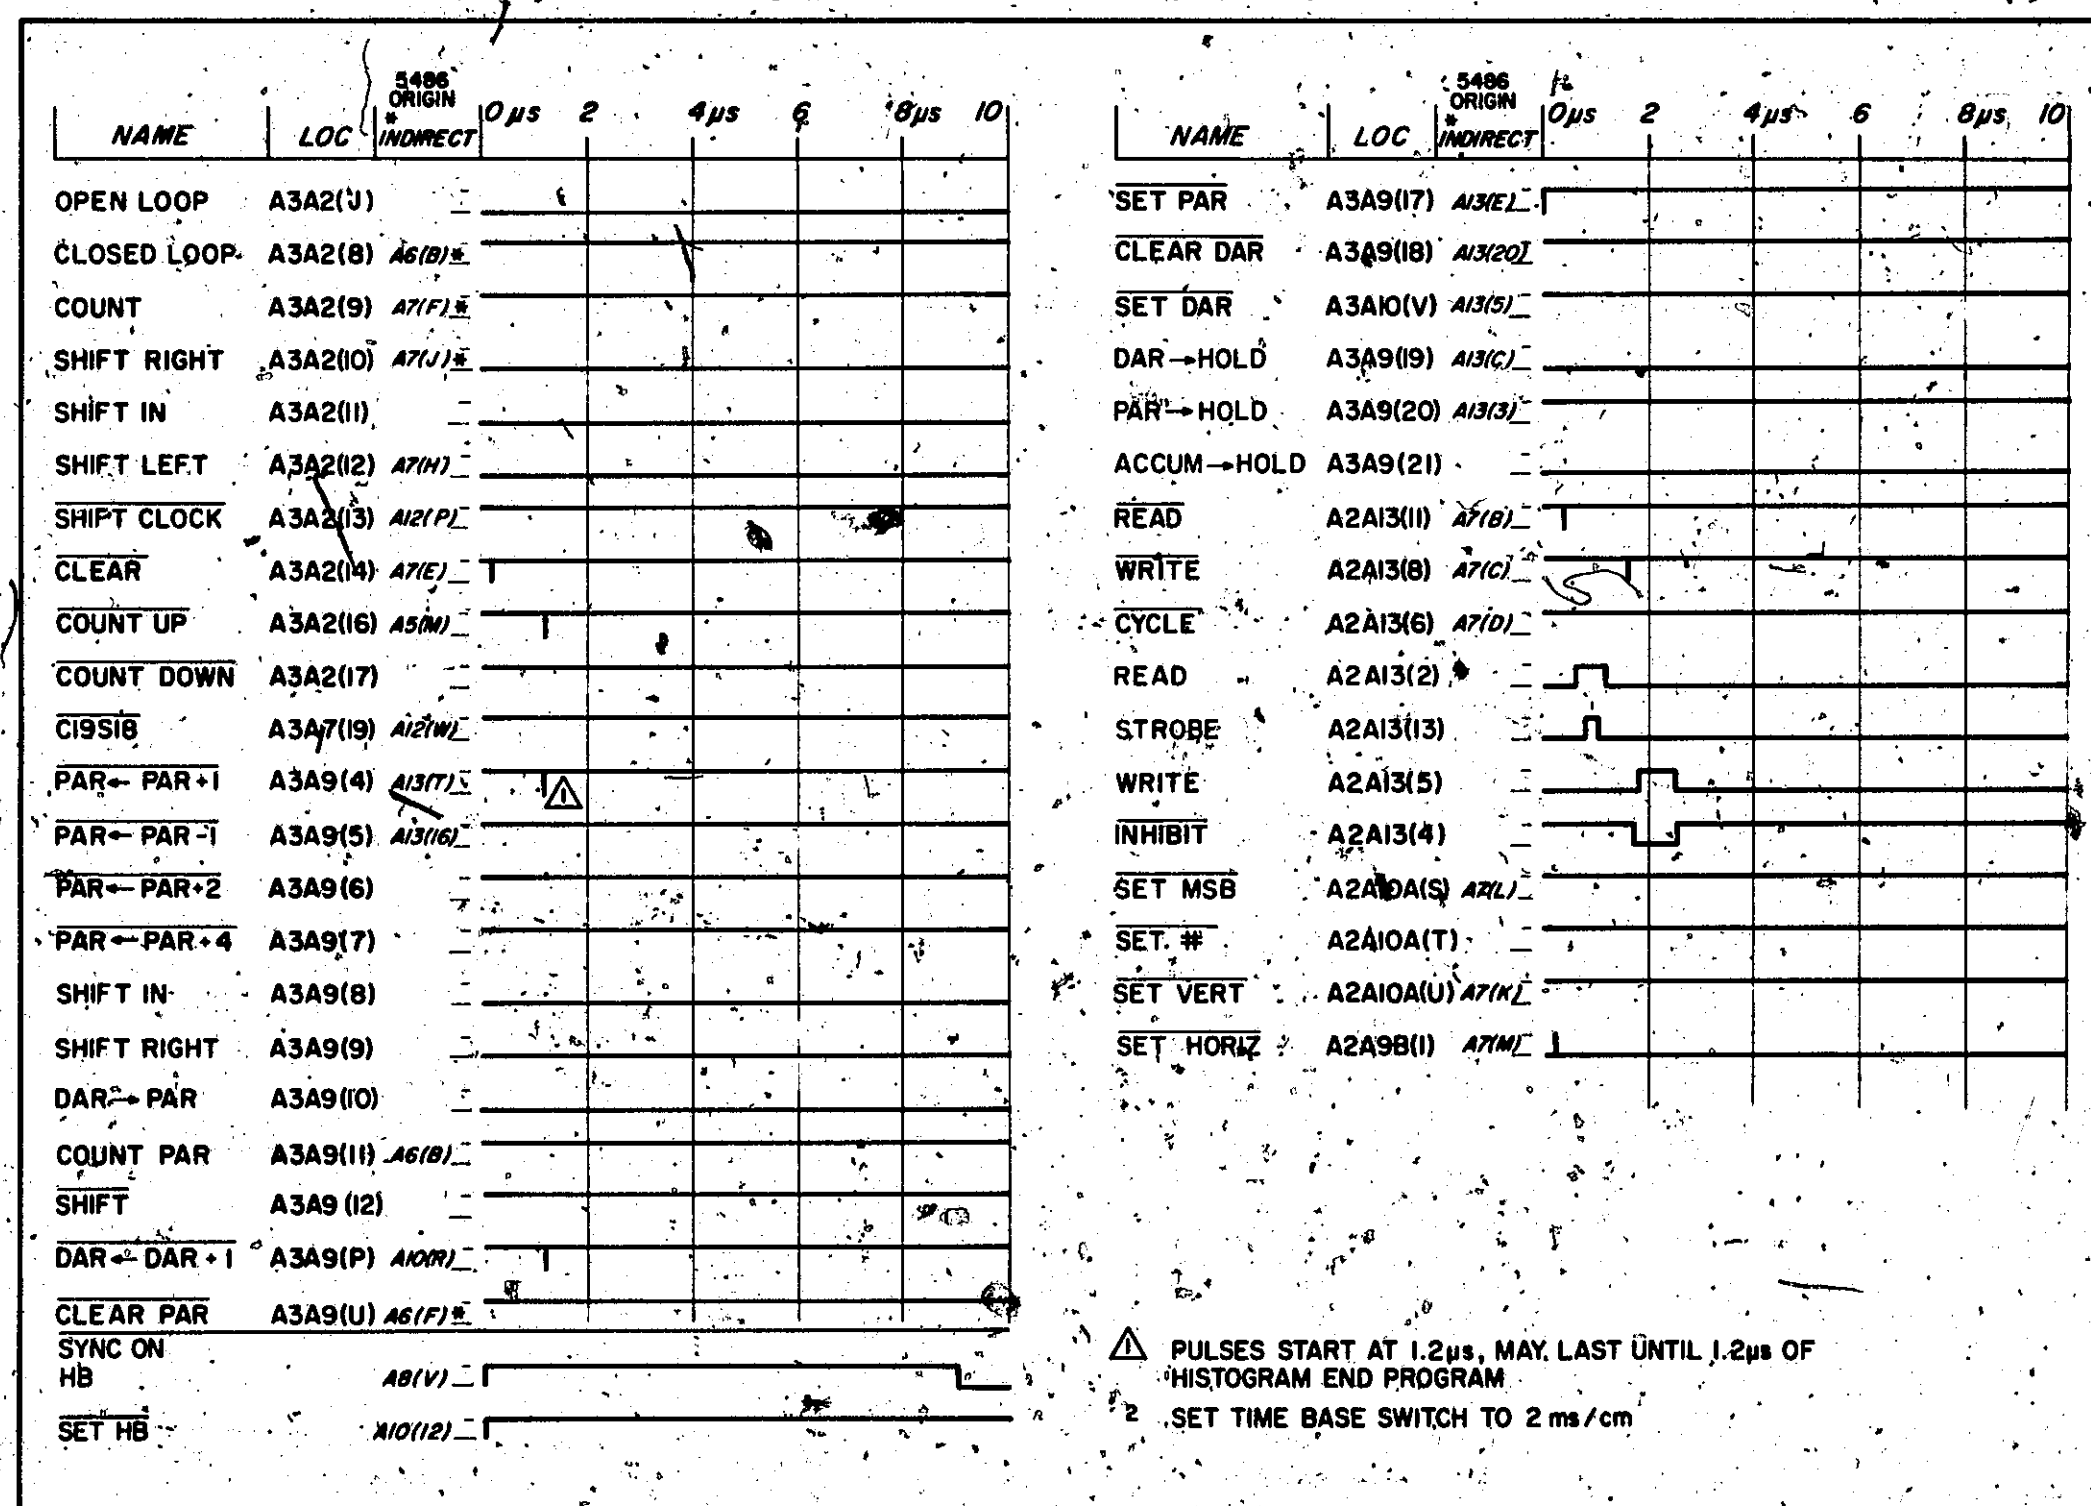 NAME LOC 5486 ORIGIN * INDIRECT 0 µs 2 4 µs 6 8 µs 10
OPEN LOOP A3A2(J)
CLOSED LOOP A3A2(8) A6(B)*
COUNT A3A2(9) A7(F)*
SHIFT RIGHT A3A2(10) A7(J)*
SHIFT IN A3A2(11)
SHIFT LEFT A3A2(12) A7(H)
SHIFT CLOCK A3A2(13) A12(P)
CLEAR A3A2(14) A7(E)
COUNT UP A3A2(16) A5(M)
COUNT DOWN A3A2(17)
C19S18 A3A7(19) A12(W)
PAR← PAR+1 A3A9(4) A13(T)
1
PAR← PAR-1 A3A9(5) A13(16)
PAR← PAR+2 A3A9(6)
PAR← PAR+4 A3A9(7)
SHIFT IN A3A9(8)
SHIFT RIGHT A3A9(9)
DAR→ PAR A3A9(10)
COUNT PAR A3A9(11) A6(B)
SHIFT A3A9(12)
DAR← DAR+1 A3A9(P) A10(R)
CLEAR PAR A3A9(U) A6(F)*
SYNC ON
HB A8(V)
SET HB A10(12)
NAME LOC 5486 ORIGIN * INDIRECT 0µs 2 4 µs 6 8µs 10
SET PAR A3A9(17) A13(E)
CLEAR DAR A3A9(18) A13(20)
SET DAR A3A10(V) A13(5)
DAR→HOLD A3A9(19) A13(C)
PAR→HOLD A3A9(20) A13(3)
ACCUM→HOLD A3A9(21)
READ A2A13(11) A7(B)
WRITE A2A13(8) A7(C)
CYCLE A2A13(6) A7(D)
READ A2A13(2)
STROBE A2A13(13)
WRITE A2A13(5)
INHIBIT A2A13(4)
SET MSB A2A10A(S) A7(L)
SET # A2A10A(T)
SET VERT A2A10A(U) A7(K)
SET HORIZ A2A9B(1) A7(M)
1 PULSES START AT 1.2µs, MAY LAST UNTIL 1.2µs OF
HISTOGRAM END PROGRAM
2 SET TIME BASE SWITCH TO 2 ms/cm